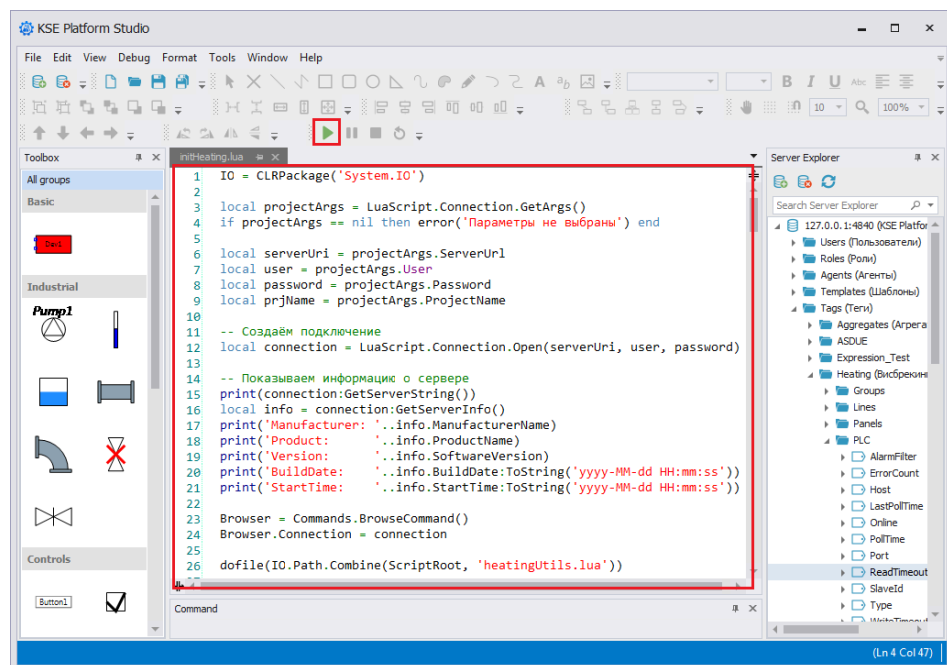 KSE Platform Studio
File Edit View Debug Format Tools Window Help
A ab B I U Abc
10 100%
Toolbox
All groups
Basic
Dev1
Industrial
Pump1
Controls
Button1
initHeating.lua
1 IO = CLRPackage('System.IO')
2
3 local projectArgs = LuaScript.Connection.GetArgs()
4 if projectArgs == nil then error('Параметры не выбраны') end
5
6 local serverUri = projectArgs.ServerUrl
7 local user = projectArgs.User
8 local password = projectArgs.Password
9 local prjName = projectArgs.ProjectName
10
11 -- Создаём подключение
12 local connection = LuaScript.Connection.Open(serverUri, user, password)
13
14 -- Показываем информацию о сервере
15 print(connection:GetServerString())
16 local info = connection:GetServerInfo()
17 print('Manufacturer: '..info.ManufacturerName)
18 print('Product:      '..info.ProductName)
19 print('Version:      '..info.SoftwareVersion)
20 print('BuildDate:    '..info.BuildDate:ToString('yyyy-MM-dd HH:mm:ss'))
21 print('StartTime:    '..info.StartTime:ToString('yyyy-MM-dd HH:mm:ss'))
22
23 Browser = Commands.BrowseCommand()
24 Browser.Connection = connection
25
26 dofile(IO.Path.Combine(ScriptRoot, 'heatingUtils.lua'))
Command
Server Explorer
Search Server Explorer
127.0.0.1:4840 (KSE Platfor
Users (Пользователи)
Roles (Роли)
Agents (Агенты)
Templates (Шаблоны)
Tags (Теги)
Aggregates (Агрега
ASDUE
Expression_Test
Heating (Висбрекин
Groups
Lines
Panels
PLC
AlarmFilter
ErrorCount
Host
LastPollTime
Online
PollTime
Port
ReadTimeout
SlaveId
Type
(Ln 4 Col 47)